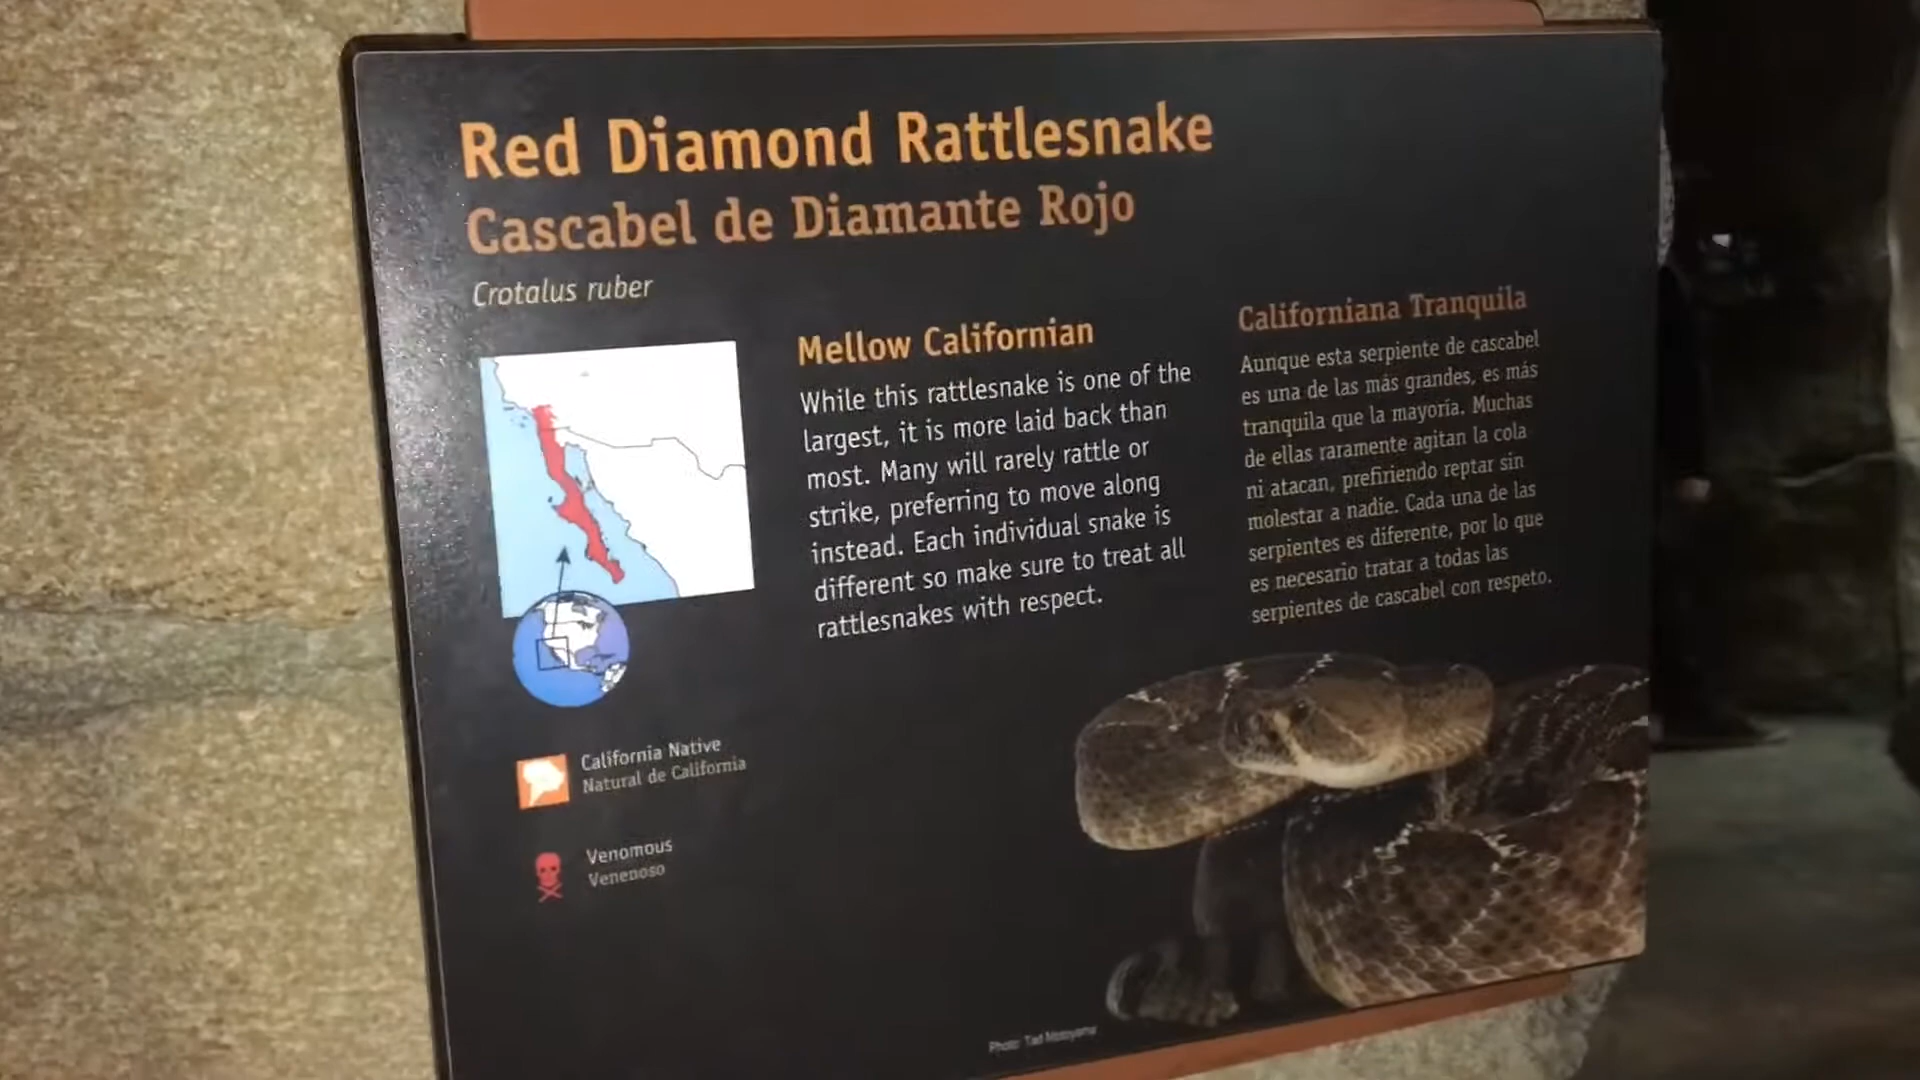 Red Diamond Rattlesnake
Cascabel de Diamante Rojo
Crotalus ruber
Mellow Californian
While this rattlesnake is one of the
largest, it is more laid back than
most. Many will rarely rattle or
strike, preferring to move along
instead. Each individual snake is
different so make sure to treat all
rattlesnakes with respect.
Californiana Tranquila
Aunque esta serpiente de cascabel
es una de las más grandes, es más
tranquila que la mayoría. Muchas
de ellas raramente agitan la cola
ni atacan, prefiriendo reptar sin
molestar a nadie. Cada una de las
serpientes es diferente, por lo que
es necesario tratar a todas las
serpientes de cascabel con respeto.
California Native
Natural de California
Venomous
Venenoso
Photo: Tad Motoyama